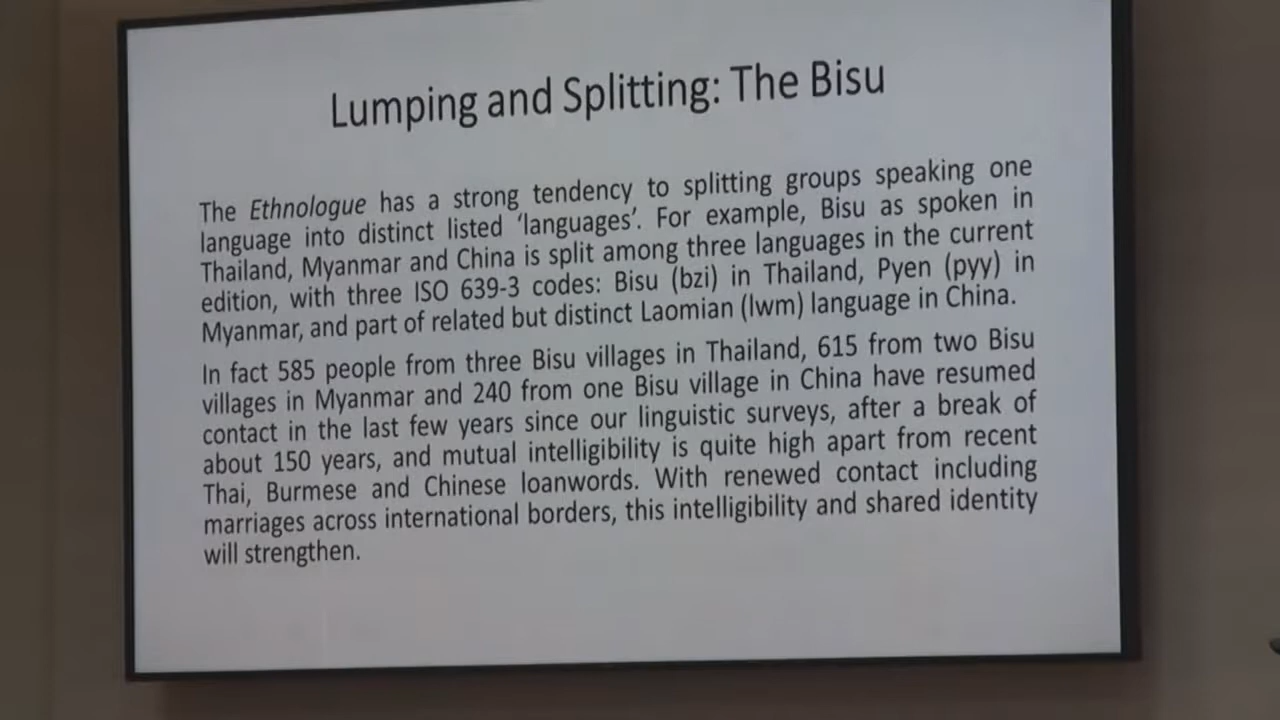 Lumping and Splitting: The Bisu
The Ethnologue has a strong tendency to splitting groups speaking one
language into distinct listed ‘languages’. For example, Bisu as spoken in
Thailand, Myanmar and China is split among three languages in the current
edition, with three ISO 639-3 codes: Bisu (bzi) in Thailand, Pyen (pyy) in
Myanmar, and part of related but distinct Laomian (lwm) language in China.
In fact 585 people from three Bisu villages in Thailand, 615 from two Bisu
villages in Myanmar and 240 from one Bisu village in China have resumed
contact in the last few years since our linguistic surveys, after a break of
about 150 years, and mutual intelligibility is quite high apart from recent
Thai, Burmese and Chinese loanwords. With renewed contact including
marriages across international borders, this intelligibility and shared identity
will strengthen.